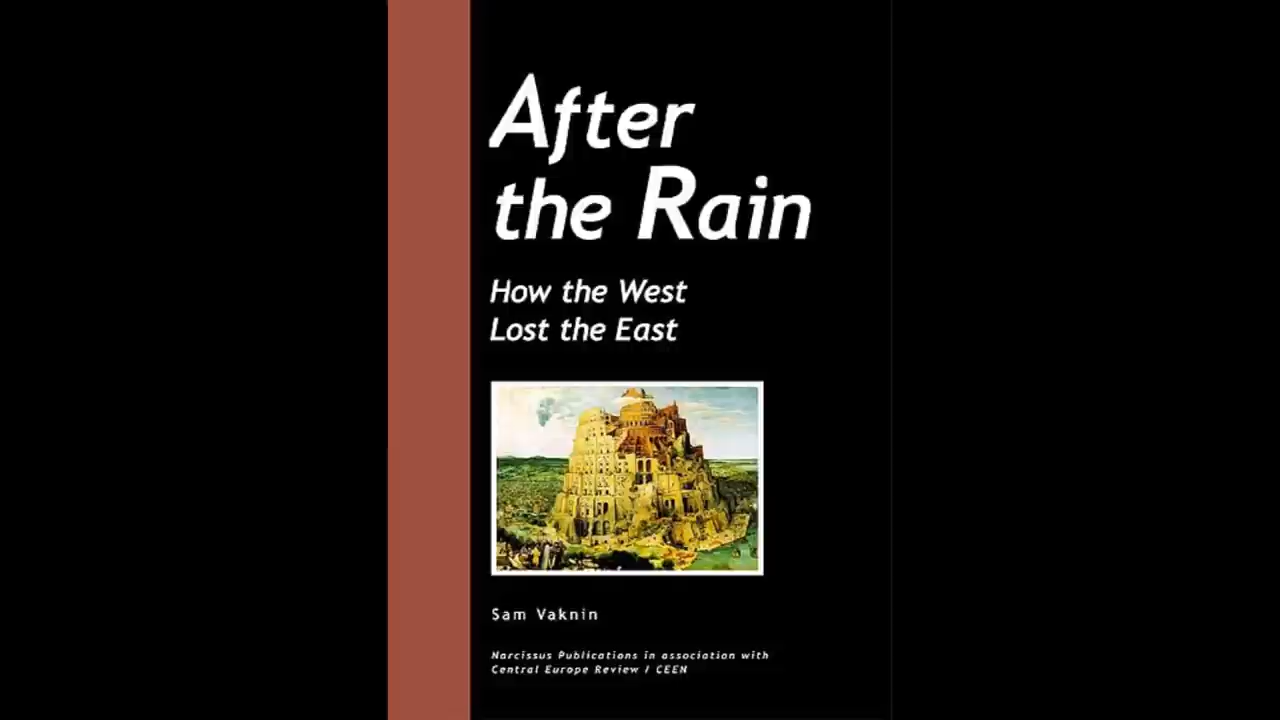 After
the Rain
How the West
Lost the East
Sam Vaknin
Narcissus Publications in association with
Central Europe Review / CEEN